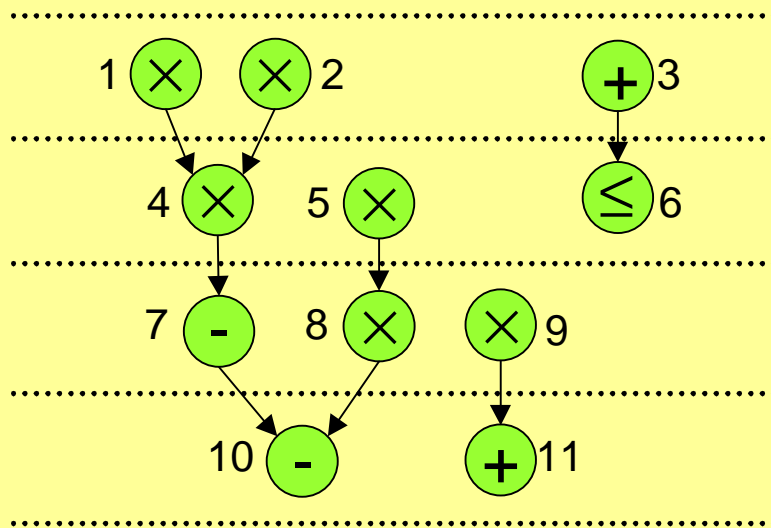 1 × × 2 + 3
4 × 5 × ≤ 6
7 - 8 × × 9
10 - + 11